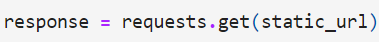 response = requests.get(static_url)